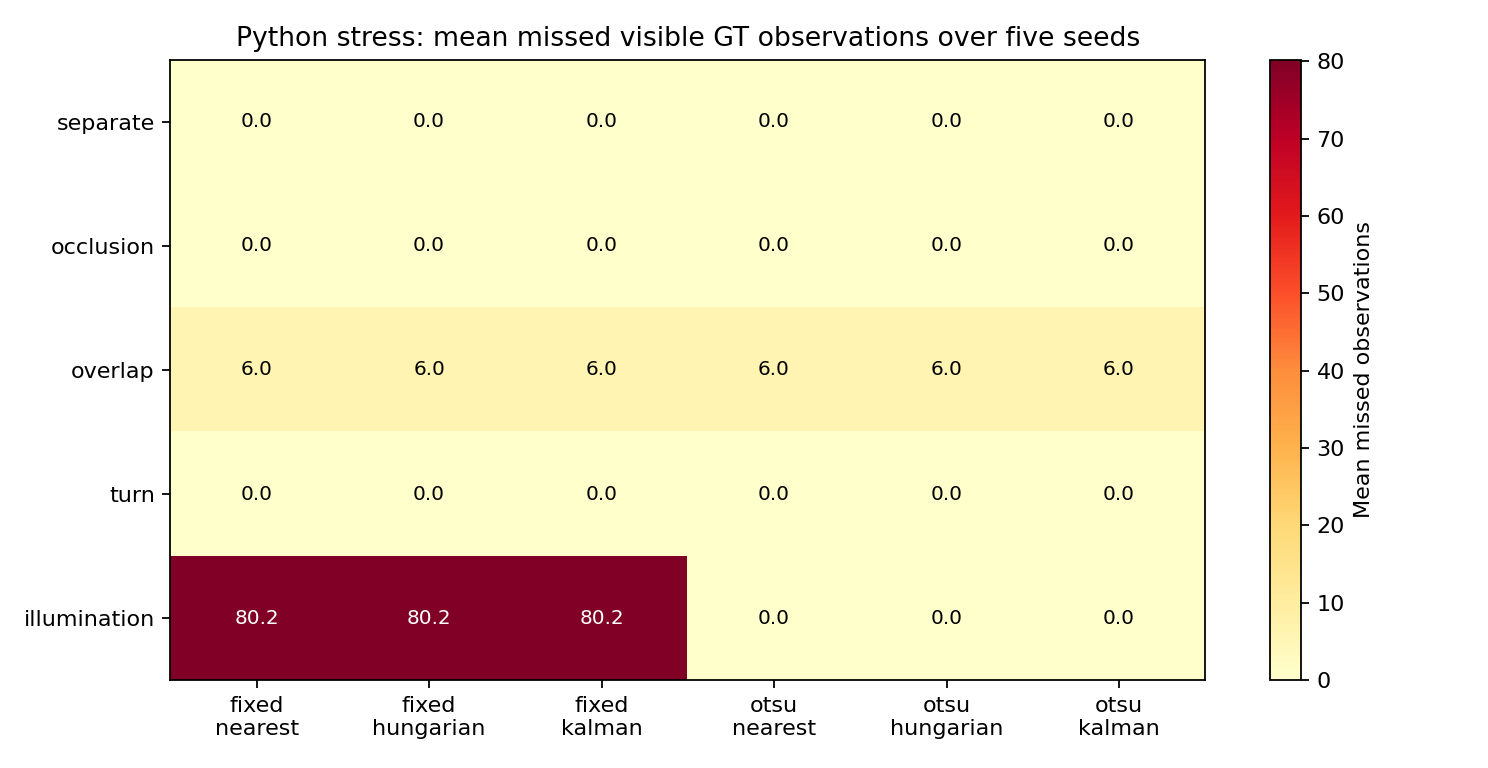 Python stress: mean missed visible GT observations over five seeds
separate 0.0 0.0 0.0 0.0 0.0 0.0
occlusion 0.0 0.0 0.0 0.0 0.0 0.0
overlap 6.0 6.0 6.0 6.0 6.0 6.0
turn 0.0 0.0 0.0 0.0 0.0 0.0
illumination 80.2 80.2 80.2 0.0 0.0 0.0
fixed fixed fixed otsu otsu otsu
nearest hungarian kalman nearest hungarian kalman
80
70
60
50
40
30
20
10
0
Mean missed observations